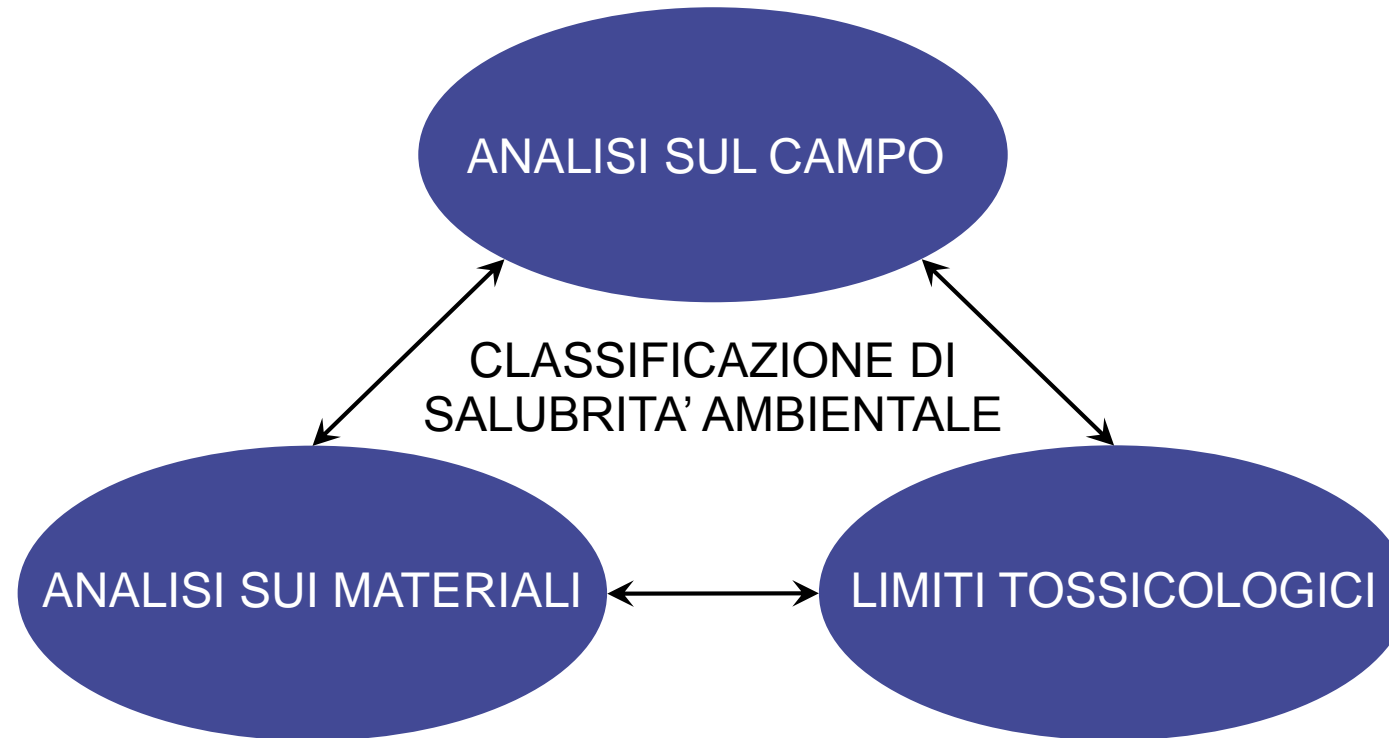 ANALISI SUL CAMPO
CLASSIFICAZIONE DI
SALUBRITA’ AMBIENTALE
ANALISI SUI MATERIALI
LIMITI TOSSICOLOGICI